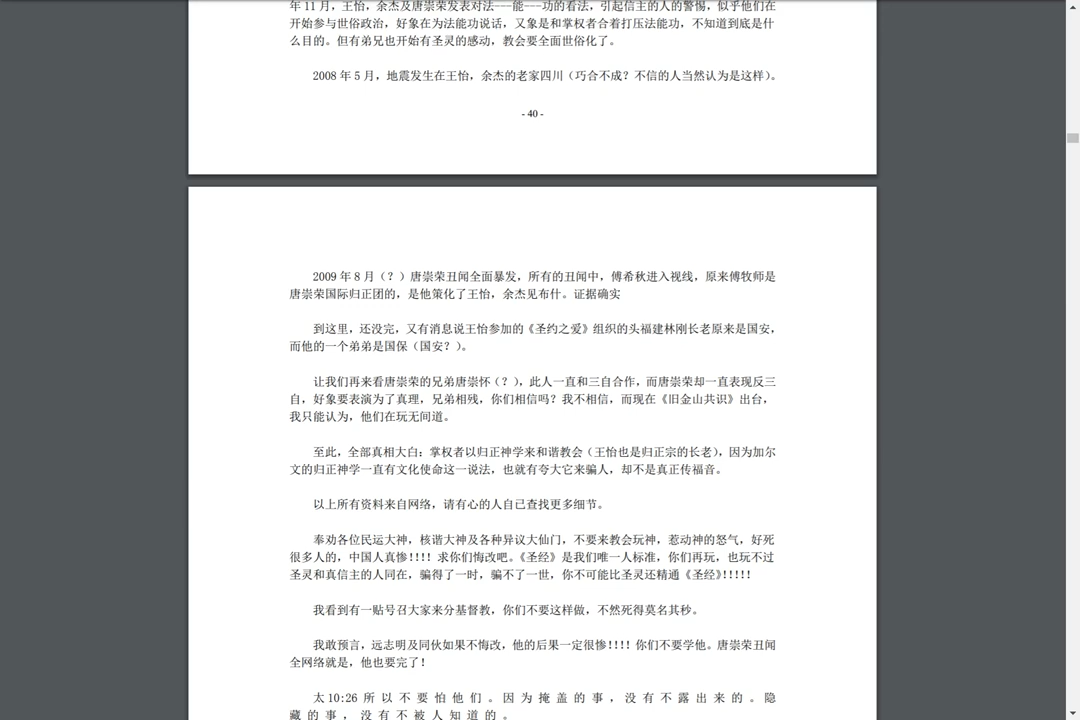 年 11 月，王怡，余杰及唐崇荣发表对法---能---功的看法，引起信主的人的警惕，似乎他们在
开始参与世俗政治，好象在为法能功说话，又象是和掌权者合着打压法能功，不知道到底是什
么目的。但有弟兄也开始有圣灵的感动，教会要全面世俗化了。
2008 年 5 月，地震发生在王怡，余杰的老家四川（巧合不成？不信的人当然认为是这样）。
- 40 -
2009 年 8 月（？）唐崇荣丑闻全面暴发，所有的丑闻中，傅希秋进入视线，原来傅牧师是
唐崇荣国际归正团的，是他策化了王怡，余杰见布什。证据确实
到这里，还没完，又有消息说王怡参加的《圣约之爱》组织的头福建林刚长老原来是国安，
而他的一个弟弟是国保（国安？）。
让我们再来看唐崇荣的兄弟唐崇怀（？），此人一直和三自合作，而唐崇荣却一直表现反三
自，好象要表演为了真理，兄弟相残，你们相信吗？我不相信，而现在《旧金山共识》出台，
我只能认为，他们在玩无间道。
至此，全部真相大白：掌权者以归正神学来和谐教会（王怡也是归正宗的长老），因为加尔
文的归正神学一直有文化使命这一说法，也就有夸大它来骗人，却不是真正传福音。
以上所有资料来自网络，请有心的人自已查找更多细节。
奉劝各位民运大神，核谐大神及各种异议大仙门，不要来教会玩神，惹动神的怒气，好死
很多人的，中国人真惨!!!! 求你们悔改吧。《圣经》是我们唯一人标准，你们再玩，也玩不过
圣灵和真信主的人同在，骗得了一时，骗不了一世，你不可能比圣灵还精通《圣经》!!!!!
我看到有一贴号召大家来分基督教，你们不要这样做，不然死得莫名其秒。
我敢预言，远志明及同伙如果不悔改，他的后果一定很惨!!!! 你们不要学他。唐崇荣丑闻
全网络就是，他也要完了!
太 10:26 所 以 不 要 怕 他 们 。 因 为 掩 盖 的 事 ， 没 有 不 露 出 来 的 。 隐
藏 的 事 ， 没 有 不 被 人 知 道 的 。